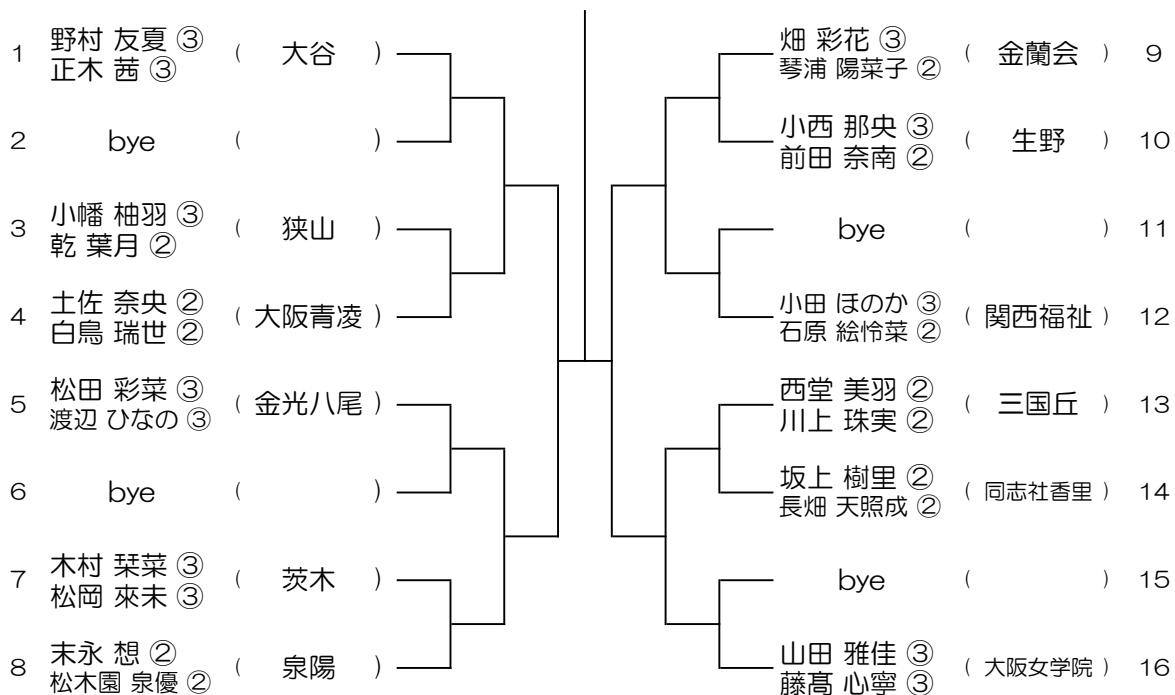 1 野村 友夏 ③
正木 茜 ③ ( 大谷 )
2 bye ( )
3 小幡 柚羽 ③
乾 葉月 ② ( 狭山 )
4 土佐 奈央 ②
白鳥 瑞世 ② ( 大阪青凌 )
5 松田 彩菜 ③
渡辺 ひなの ③ ( 金光八尾 )
6 bye ( )
7 木村 栞菜 ③
松岡 來未 ③ ( 茨木 )
8 末永 想 ②
松木園 泉優 ② ( 泉陽 )
畑 彩花 ③
琴浦 陽菜子 ② ( 金蘭会 ) 9
小西 那央 ③
前田 奈南 ② ( 生野 ) 10
bye ( ) 11
小田 ほのか ③
石原 絵怜菜 ② ( 関西福祉 ) 12
西堂 美羽 ②
川上 珠実 ② ( 三国丘 ) 13
坂上 樹里 ②
長畑 天照成 ② ( 同志社香里 ) 14
bye ( ) 15
山田 雅佳 ③
藤髙 心寧 ③ ( 大阪女学院 ) 16